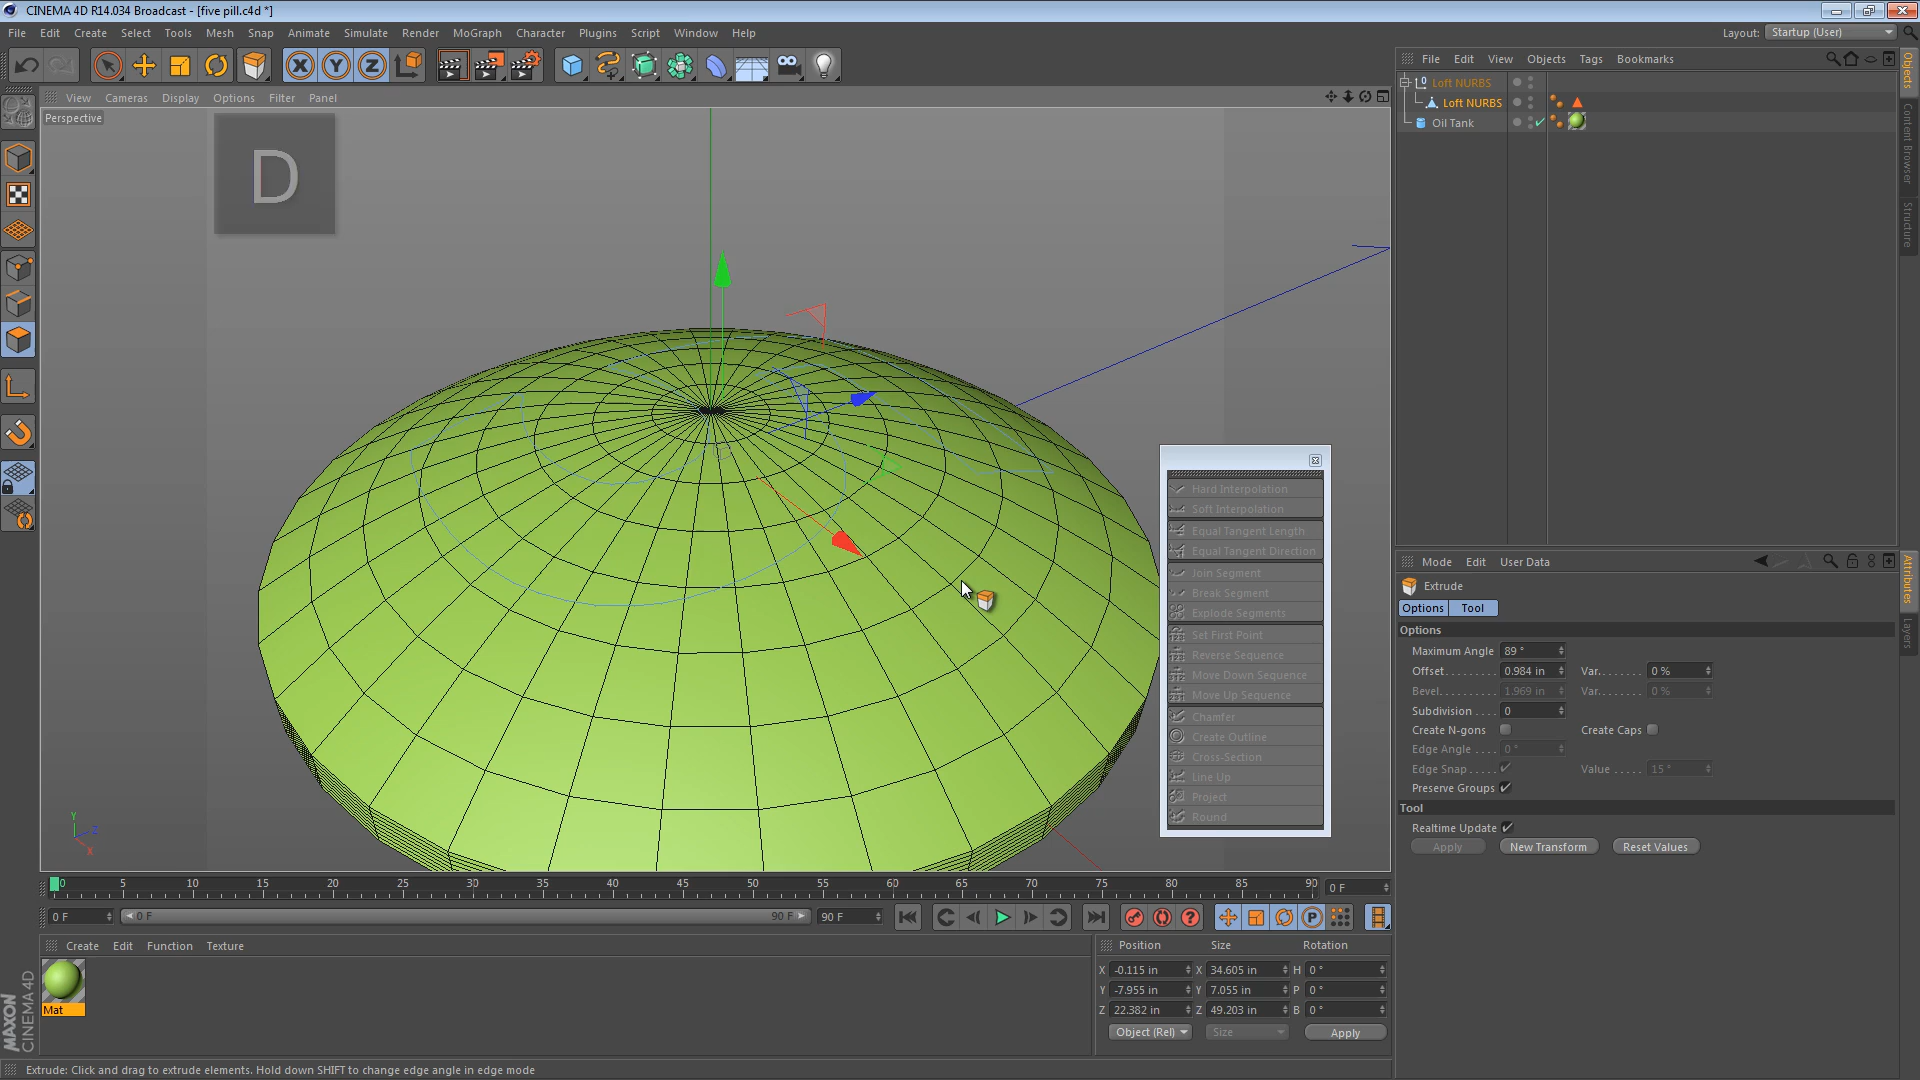 CINEMA 4D R14.034 Broadcast - [five pill.c4d *]
File Edit Create Select Tools Mesh Snap Animate Simulate Render MoGraph Character Plugins Script Window Help
Layout: Startup (User)
View Cameras Display Options Filter Panel
Perspective
D
Hard Interpolation
Soft Interpolation
Equal Tangent Length
Equal Tangent Direction
Join Segment
Break Segment
Explode Segments
Set First Point
Reverse Sequence
Move Down Sequence
Move Up Sequence
Chamfer
Create Outline
Cross-Section
Line Up
Project
Round
Y
Z
X
File Edit View Objects Tags Bookmarks
Loft NURBS
Loft NURBS
Oil Tank
Objects
Content Browser
Structure
Mode Edit User Data
Extrude
Options Tool
Options
Maximum Angle 89 °
Offset......... 0.984 in Var....... 0 %
Bevel.......... 1.969 in Var....... 0 %
Subdivision .... 0
Create N-gons Create Caps
Edge Angle .... 0 °
Edge Snap ..... Value ..... 15 °
Preserve Groups
Tool
Realtime Update
Apply New Transform Reset Values
Attributes
Layers
0 5 10 15 20 25 30 35 40 45 50 55 60 65 70 75 80 85 90 0 F
0 F 0 F 90 F 90 F
Create Edit Function Texture
Mat
MAXON
CINEMA 4D
Position Size Rotation
X -0.115 in X 34.605 in H 0 °
Y -7.955 in Y 7.055 in P 0 °
Z 22.382 in Z 49.203 in B 0 °
Object (Rel) Size Apply
Extrude: Click and drag to extrude elements. Hold down SHIFT to change edge angle in edge mode